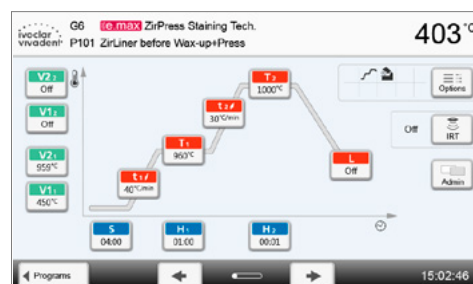 ivoclar
vivadent
G6 e.max ZirPress Staining Tech.
P101 ZirLiner before Wax-up+Press
403°C
V2₂
Off
V1₂
Off
V2₁
959°C
V1₁
450°C
T₂
1000°C
t₂
30°C/min
T₁
960°C
t₁
40°C/min
L
Off
S
04:00
H₁
01:00
H₂
00:01
Options
Off
IRT
Admin
Programs
15:02:46